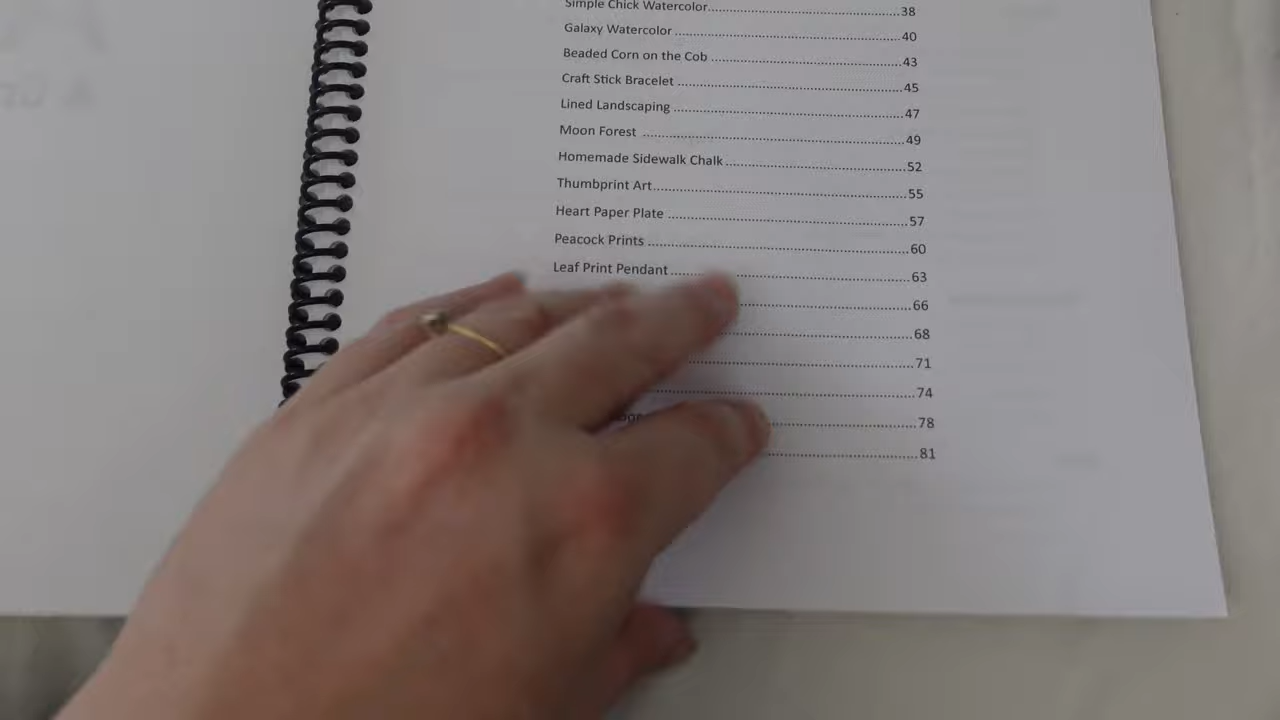 Simple Chick Watercolor 38
Galaxy Watercolor 40
Beaded Corn on the Cob 43
Craft Stick Bracelet 45
Lined Landscaping 47
Moon Forest 49
Homemade Sidewalk Chalk 52
Thumbprint Art 55
Heart Paper Plate 57
Peacock Prints 60
Leaf Print Pendant 63
66
68
71
74
78
81